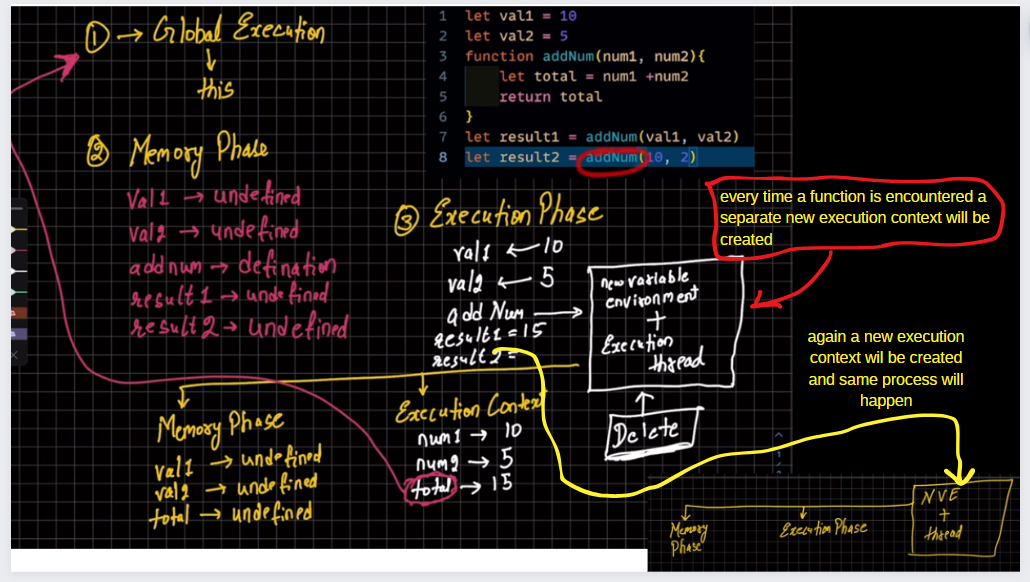 ① → Global Execution
↓
this
② Memory Phase
Val1 → undefined
val2 → undefined
addnum → defination
result1 → undefined
result2 → undefined
1 let val1 = 10
2 let val2 = 5
3 function addNum(num1, num2){
4 let total = num1 +num2
5 return total
6 }
7 let result1 = addNum(val1, val2)
8 let result2 = addNum(10, 2)
every time a function is encountered a
separate new execution context will be
created
③ Execution Phase
val1 ← 10
val2 ← 5
add Num →
result1 = 15
result2 =
new variable
environment
+
Execution
thread
Delete
again a new execution
context wil be created
and same process will
happen
Memory Phase
val1 → undefined
val2 → undefined
total → undefined
Execution Context
num1 → 10
num2 → 5
total → 15
Memory
Phase
Execution Phase
NVE
+
thread